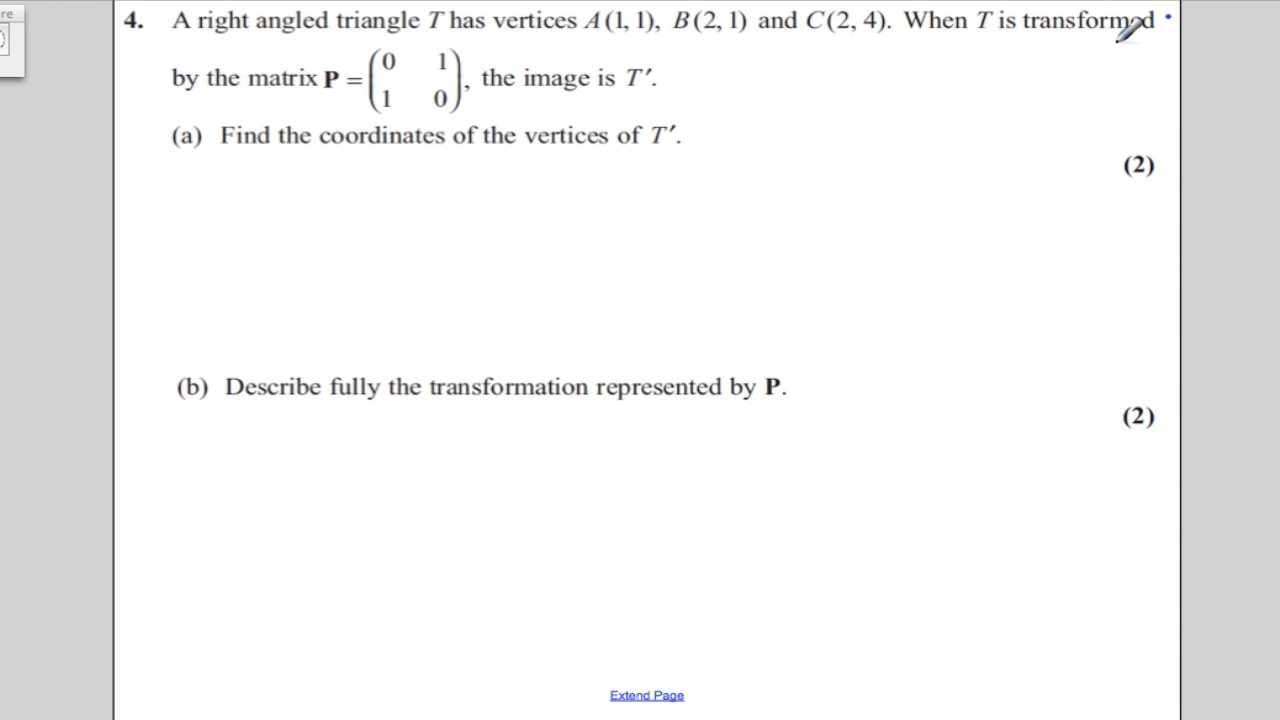 re
4. A right angled triangle T has vertices A(1, 1), B(2, 1) and C(2, 4). When T is transformed
by the matrix P = (0 1
1 0), the image is T′.
(a) Find the coordinates of the vertices of T′.
(2)
(b) Describe fully the transformation represented by P.
(2)
Extend Page